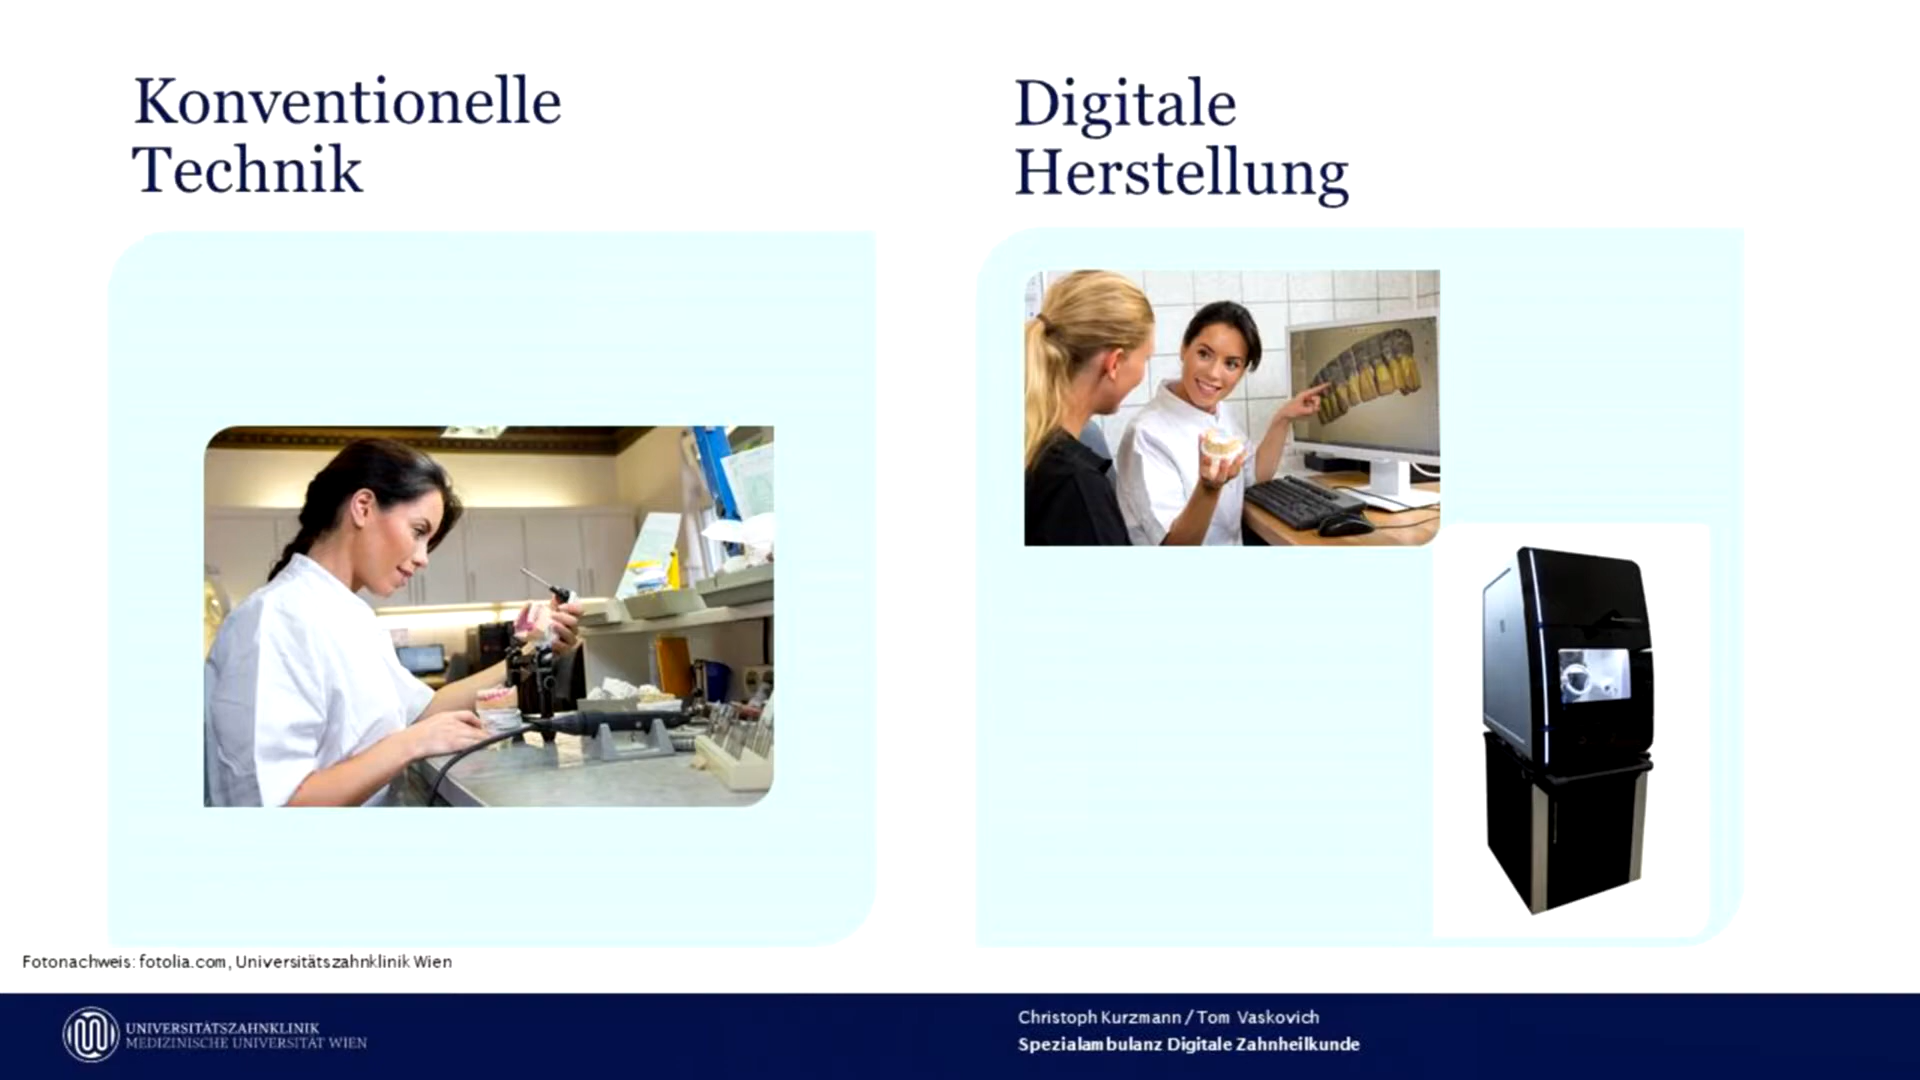 Konventionelle
Technik
Digitale
Herstellung
Fotonachweis: fotolia.com, Universitätszahnklinik Wien
UNIVERSITÄTSZAHNKLINIK
MEDIZINISCHE UNIVERSITÄT WIEN
Christoph Kurzmann / Tom Vaskovich
Spezialambulanz Digitale Zahnheilkunde